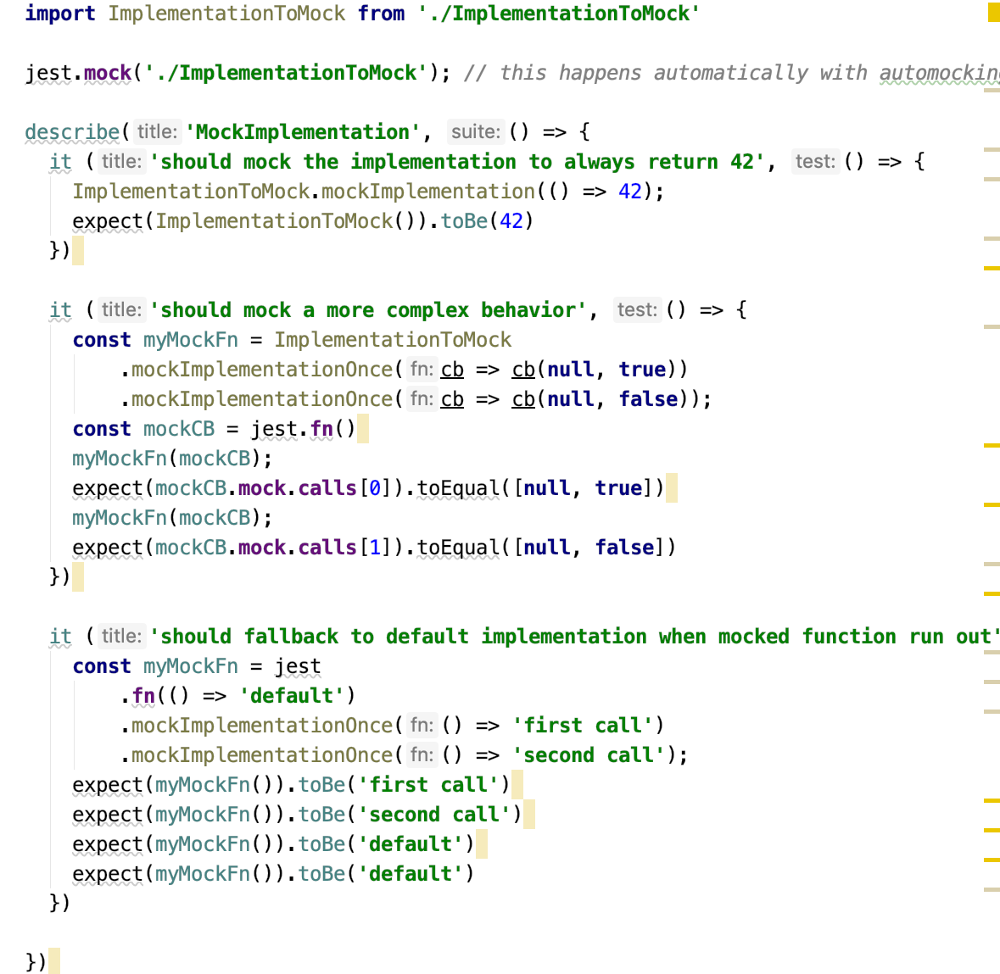 import ImplementationToMock from './ImplementationToMock'
jest.mock('./ImplementationToMock'); // this happens automatically with automocking
describe( title: 'MockImplementation', suite: () => {
it ( title: 'should mock the implementation to always return 42', test: () => {
ImplementationToMock.mockImplementation(() => 42);
expect(ImplementationToMock()).toBe(42)
})
it ( title: 'should mock a more complex behavior', test: () => {
const myMockFn = ImplementationToMock
.mockImplementationOnce( fn: cb => cb(null, true))
.mockImplementationOnce( fn: cb => cb(null, false));
const mockCB = jest.fn()
myMockFn(mockCB);
expect(mockCB.mock.calls[0]).toEqual([null, true])
myMockFn(mockCB);
expect(mockCB.mock.calls[1]).toEqual([null, false])
})
it ( title: 'should fallback to default implementation when mocked function run out'
const myMockFn = jest
.fn(() => 'default')
.mockImplementationOnce( fn: () => 'first call')
.mockImplementationOnce( fn: () => 'second call');
expect(myMockFn()).toBe('first call')
expect(myMockFn()).toBe('second call')
expect(myMockFn()).toBe('default')
expect(myMockFn()).toBe('default')
})
})